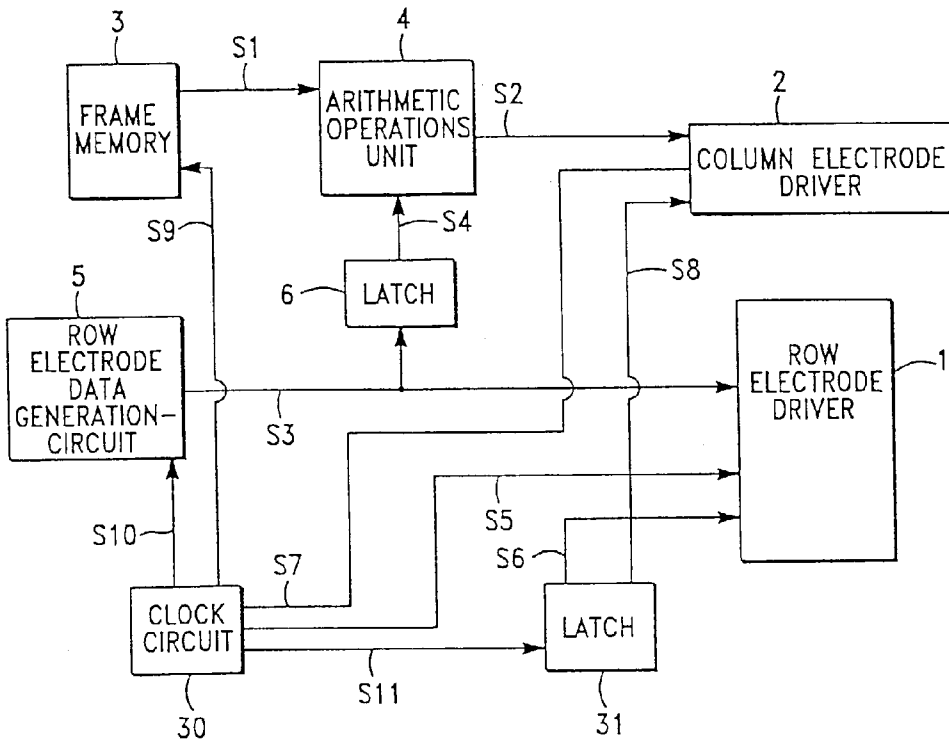 3
S1
FRAME
MEMORY
4
ARITHMETIC
OPERATIONS
UNIT
S2
2
COLUMN ELECTRODE
DRIVER
S9
S4
S8
5
ROW
ELECTRODE
DATA
GENERATION-
CIRCUIT
6
LATCH
S3
ROW
ELECTRODE
DRIVER
1
S10
S7
S5
S6
CLOCK
CIRCUIT
30
S11
LATCH
31